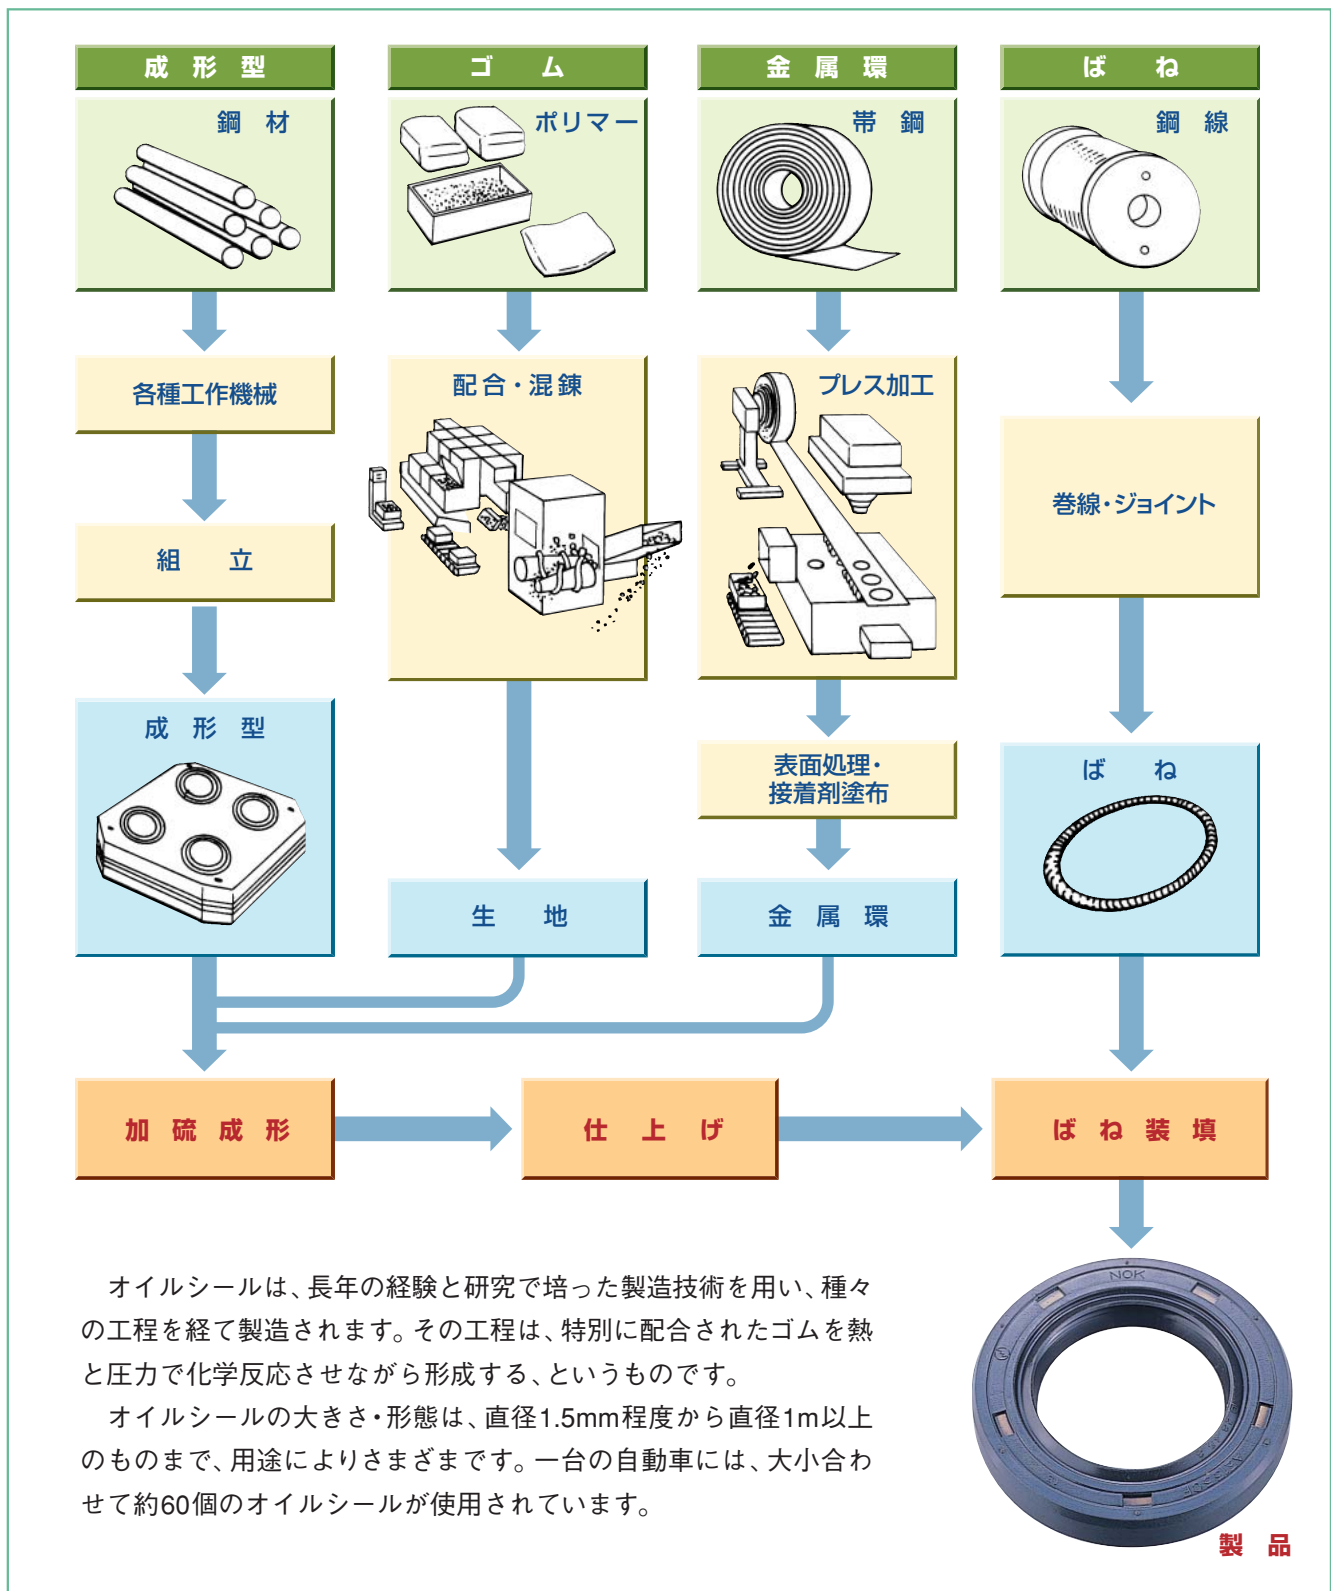 成形型
ゴム
金属環
ばね
鋼材
ポリマー
帯鋼
鋼線
各種工作機械
配合・混錬
プレス加工
巻線・ジョイント
組立
成形型
表面処理・
接着剤塗布
ばね
生地
金属環
加硫成形
仕上げ
ばね装填
オイルシールは、長年の経験と研究で培った製造技術を用い、種々
の工程を経て製造されます。その工程は、特別に配合されたゴムを熱
と圧力で化学反応させながら形成する、というものです。
オイルシールの大きさ・形態は、直径1.5mm程度から直径1m以上
のものまで、用途によりさまざまです。一台の自動車には、大小合わ
せて約60個のオイルシールが使用されています。
NOK
製品